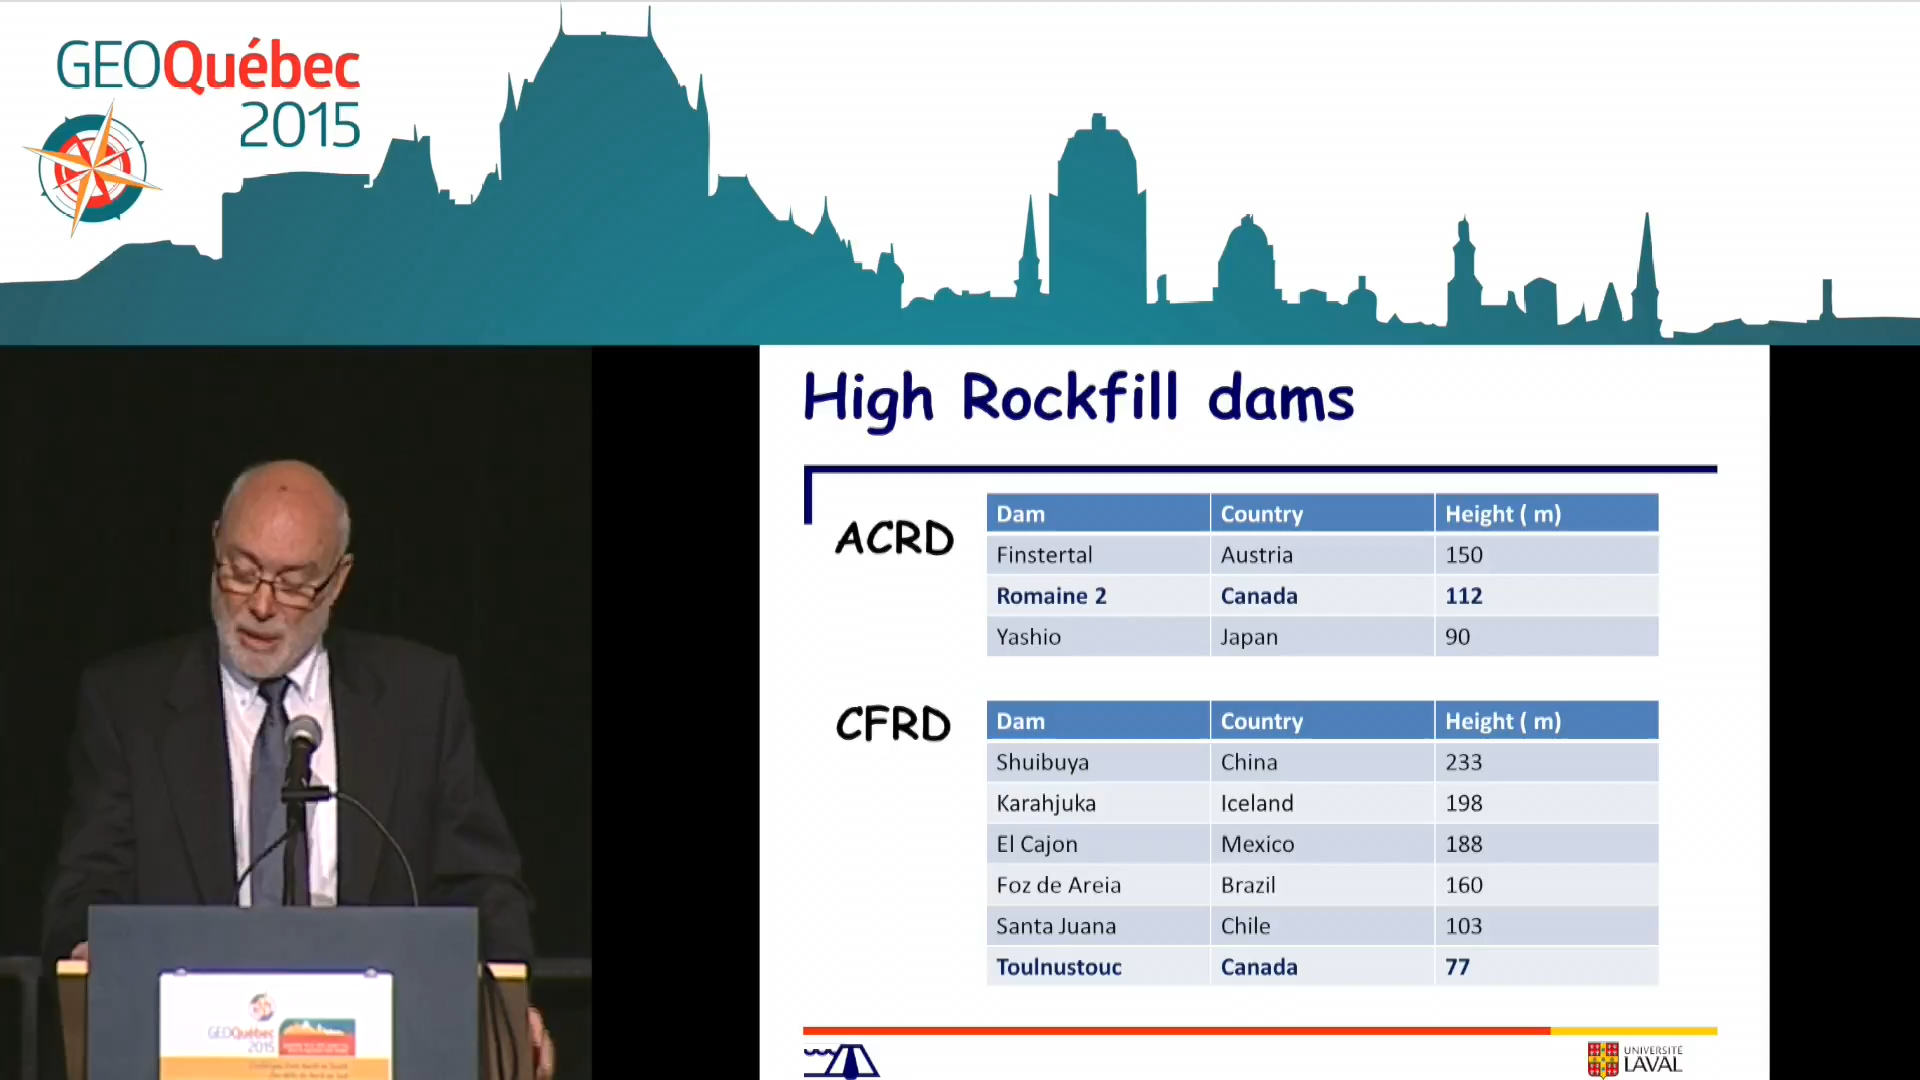 GEOQuébec
2015
High Rockfill dams
ACRD
Dam Country Height ( m)
Finstertal Austria 150
Romaine 2 Canada 112
Yashio Japan 90
CFRD
Dam Country Height ( m)
Shuibuya China 233
Karahjuka Iceland 198
El Cajon Mexico 188
Foz de Areia Brazil 160
Santa Juana Chile 103
Toulnustouc Canada 77
GEOQuébec
2015
UNIVERSITÉ
LAVAL